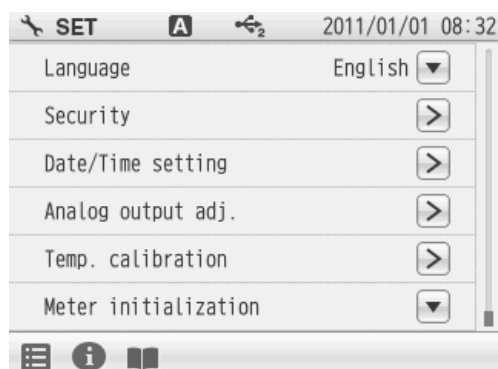 SET A 2 2011/01/01 08:32
Language English
Security
Date/Time setting
Analog output adj.
Temp. calibration
Meter initialization